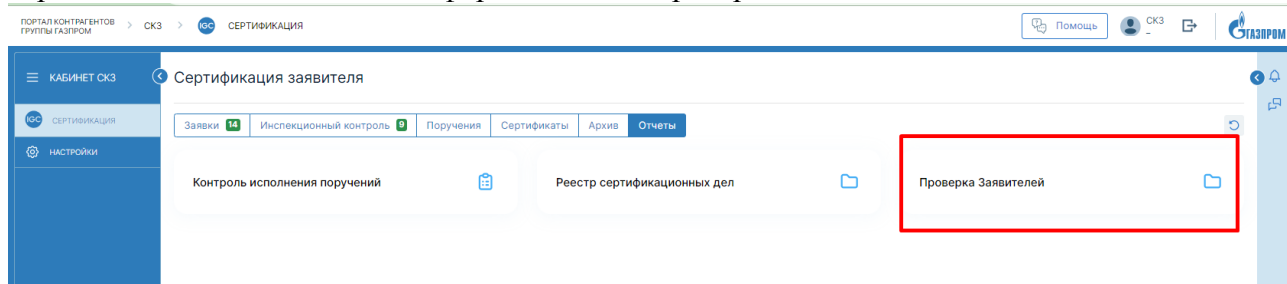 ПОРТАЛ КОНТРАГЕНТОВ
ГРУППЫ ГАЗПРОМ
СКЗ
IGC
СЕРТИФИКАЦИЯ
Помощь
СКЗ
-
ГАЗПРОМ
КАБИНЕТ СКЗ
Сертификация заявителя
IGC СЕРТИФИКАЦИЯ
Заявки 14 Инспекционный контроль 9 Поручения Сертификаты Архив Отчеты
НАСТРОЙКИ
Контроль исполнения поручений
Реестр сертификационных дел
Проверка Заявителей